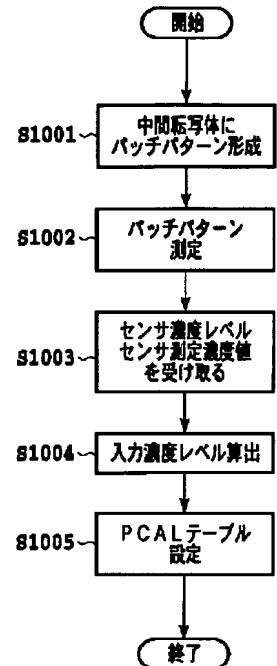 開始
S1001
中間転写体に
パッチパターン形成
S1002
パッチパターン
測定
S1003
センサ濃度レベル
センサ測定濃度値
を受け取る
S1004
入力濃度レベル算出
S1005
PCALテーブル
設定
終了